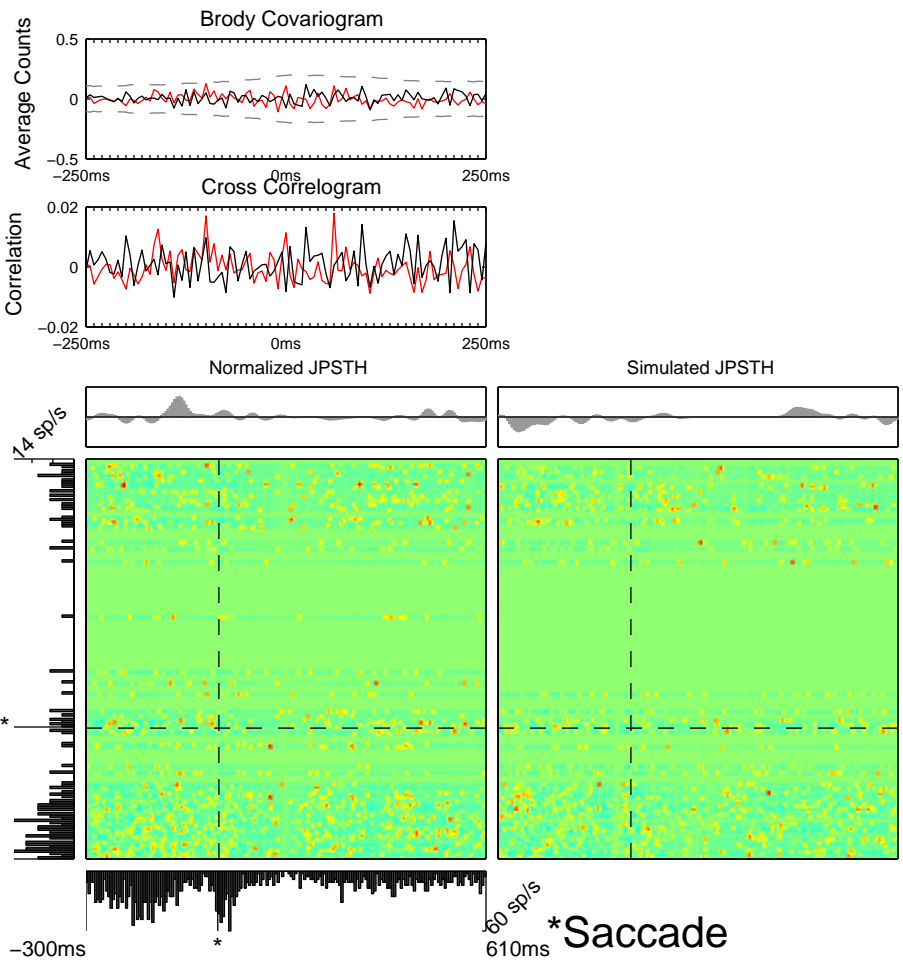 Brody Covariogram
Average Counts
0.5
0
−0.5
−250ms
0ms
250ms
Cross Correlogram
Correlation
0.02
0
−0.02
−250ms
0ms
250ms
Normalized JPSTH
Simulated JPSTH
14 sp/s
*
*
60 sp/s
−300ms
610ms
*Saccade